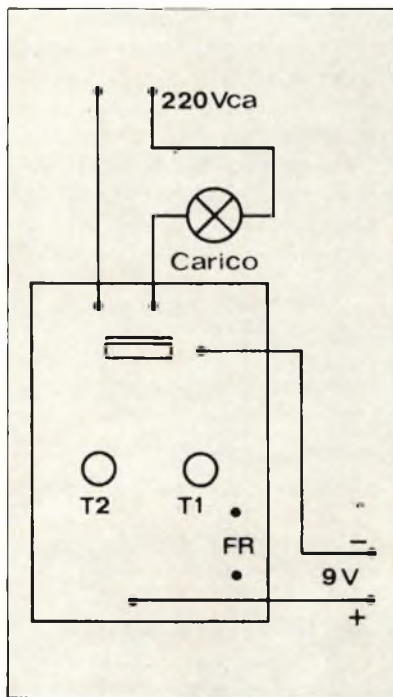 220Vca
Carico
T2
T1
FR
−
9V
+